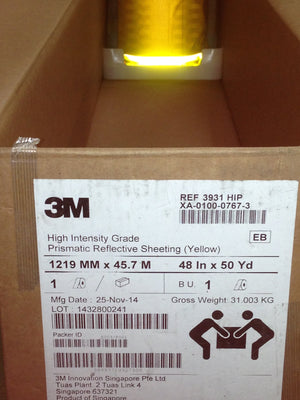 3M
REF 3931 HIP
XA-0100-0767-3
High Intensity Grade
Prismatic Reflective Sheeting (Yellow)
EB
1219 MM x 45.7 M 48 In x 50 Yd
1 B U. 1
Mfg Date : 25-Nov-14 Gross Weight: 31.003 KG
LOT : 1432800241
Packer ID
3M Innovation Singapore Pte Ltd
Tuas Plant. 2 Tuas Link 4
Singapore 637321
Product of Singapore